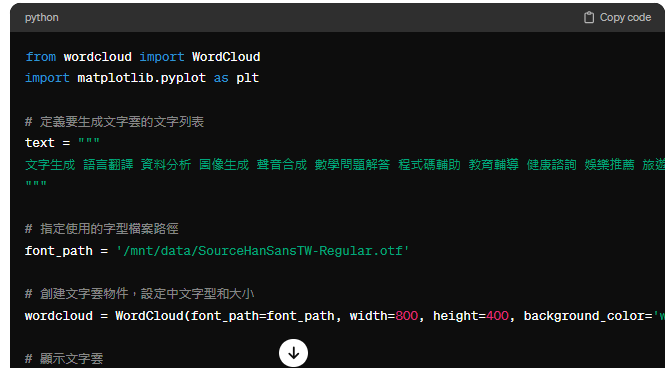 python
Copy code
from wordcloud import WordCloud
import matplotlib.pyplot as plt
# 定義要生成文字雲的文字列表
text = """
文字生成 語言翻譯 資料分析 圖像生成 聲音合成 數學問題解答 程式碼輔助 教育輔導 健康諮詢 娛樂推薦 旅遊
"""
# 指定使用的字型檔案路徑
font_path = '/mnt/data/SourceHanSansTW-Regular.otf'
# 創建文字雲物件，設定中文字型和大小
wordcloud = WordCloud(font_path=font_path, width=800, height=400, background_color='w
# 顯示文字雲